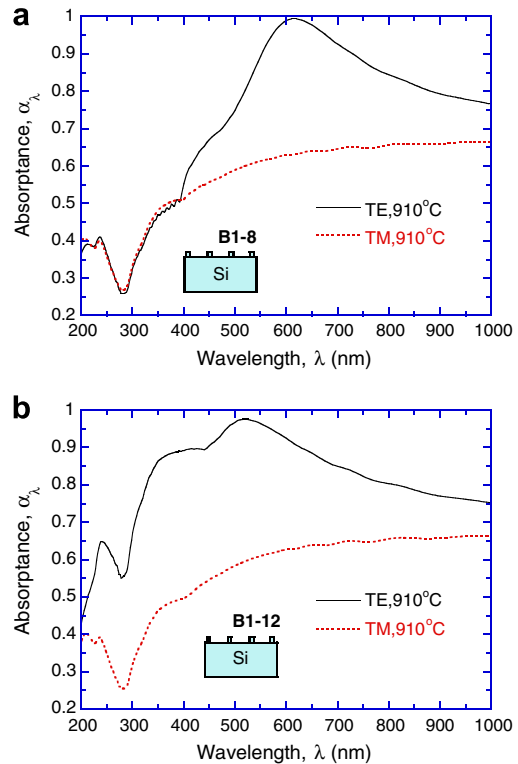 a
1
0.9
0.8
0.7
0.6
0.5
0.4
0.3
0.2
Absorptance, αλ
TE,910°C
TM,910°C
B1-8
Si
200 300 400 500 600 700 800 900 1000
Wavelength, λ (nm)
b
1
0.9
0.8
0.7
0.6
0.5
0.4
0.3
0.2
Absorptance, αλ
TE,910°C
TM,910°C
B1-12
Si
200 300 400 500 600 700 800 900 1000
Wavelength, λ (nm)